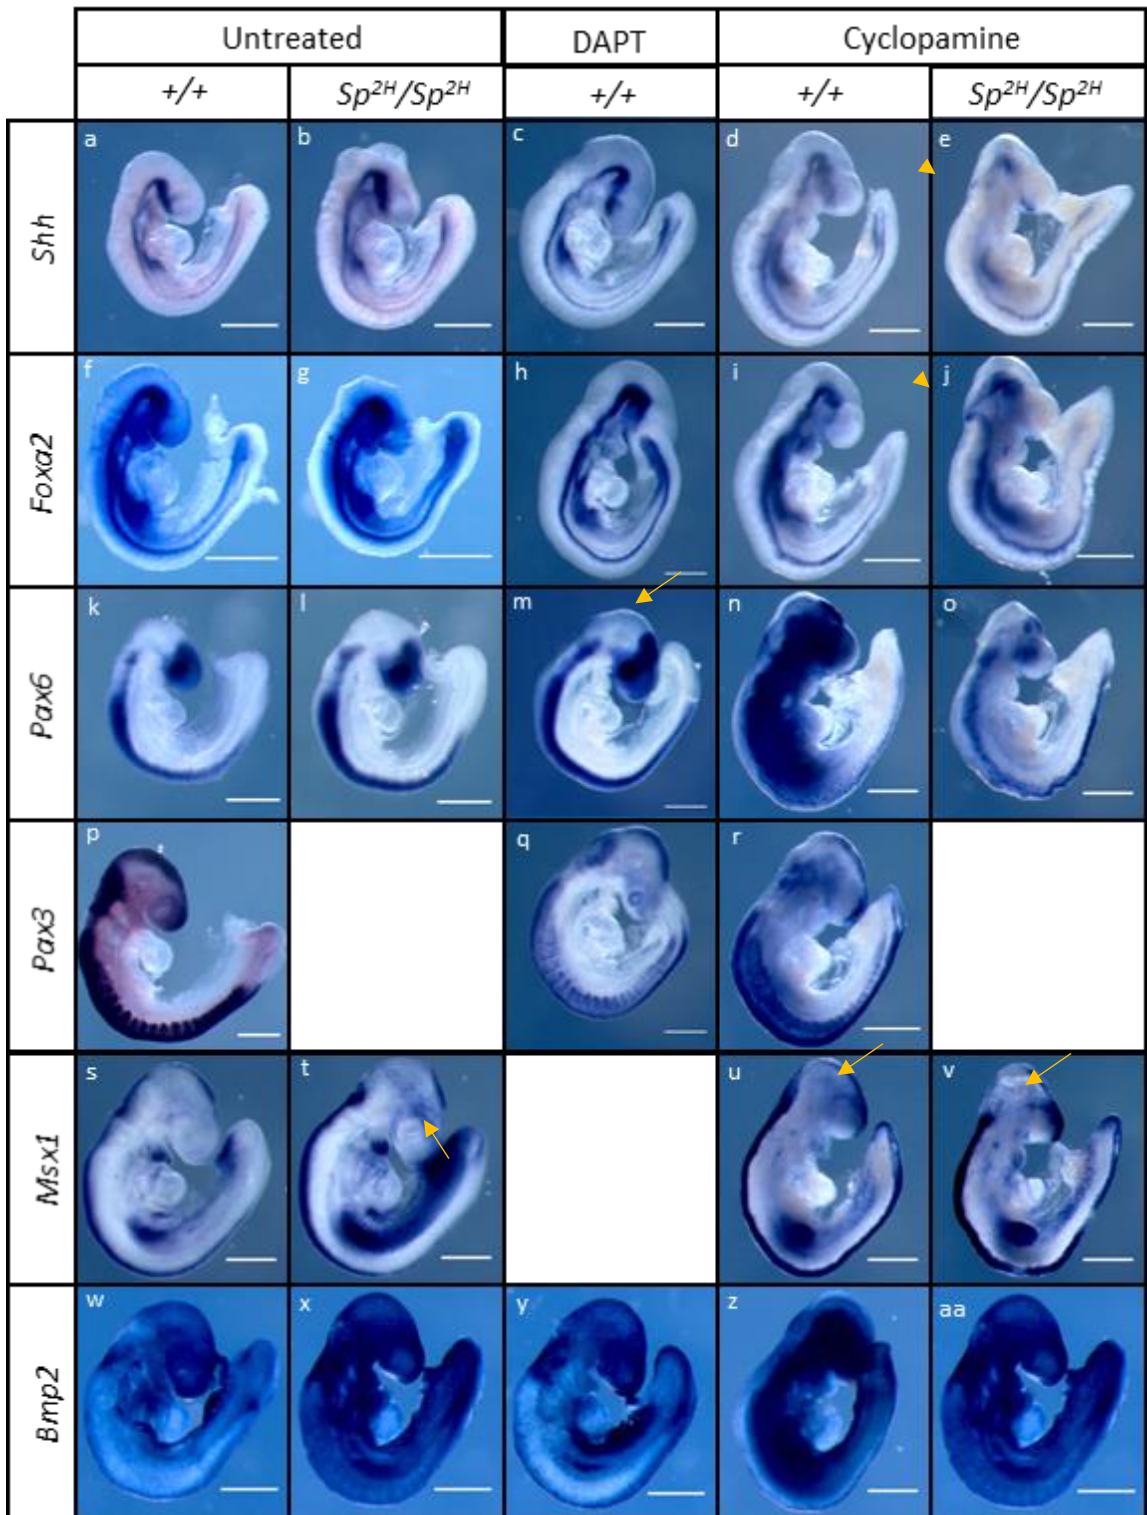 Untreated DAPT Cyclopamine
+/+ Sp²ᴴ/Sp²ᴴ +/+ +/+ Sp²ᴴ/Sp²ᴴ
Shh a b c d e
Foxa2 f g h i j
Pax6 k l m n o
Pax3 p q r
Msx1 s t u v
Bmp2 w x y z aa